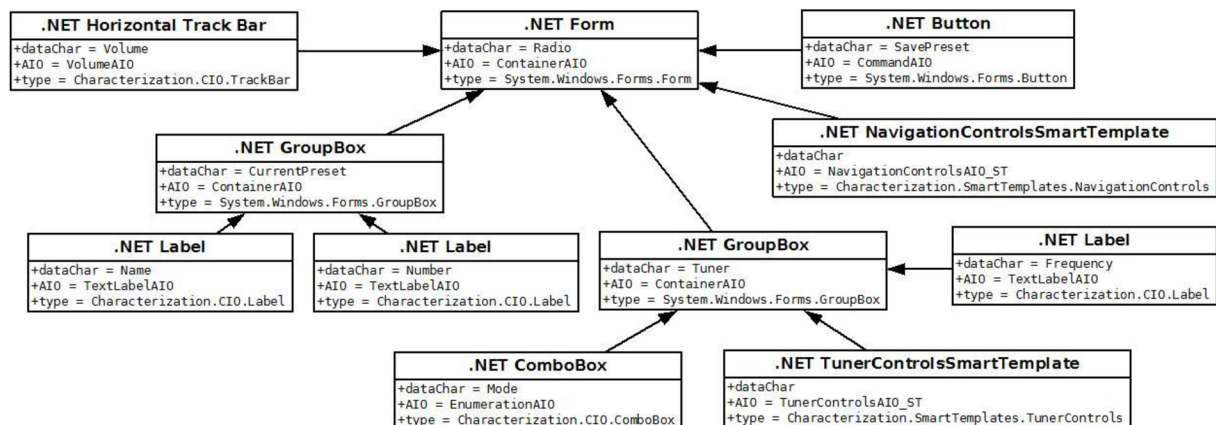 .NET Horizontal Track Bar
+dataChar = Volume
+AIO = VolumeAIO
+type = Characterization.CIO.TrackBar
.NET Form
+dataChar = Radio
+AIO = ContainerAIO
+type = System.Windows.Forms.Form
.NET Button
+dataChar = SavePreset
+AIO = CommandAIO
+type = System.Windows.Forms.Button
.NET NavigationControlsSmartTemplate
+dataChar
+AIO = NavigationControlsAIO_ST
+type = Characterization.SmartTemplates.NavigationControls
.NET GroupBox
+dataChar = CurrentPreset
+AIO = ContainerAIO
+type = System.Windows.Forms.GroupBox
.NET Label
+dataChar = Name
+AIO = TextLabelAIO
+type = Characterization.CIO.Label
.NET Label
+dataChar = Number
+AIO = TextLabelAIO
+type = Characterization.CIO.Label
.NET GroupBox
+dataChar = Tuner
+AIO = ContainerAIO
+type = System.Windows.Forms.GroupBox
.NET Label
+dataChar = Frequency
+AIO = TextLabelAIO
+type = Characterization.CIO.Label
.NET ComboBox
+dataChar = Mode
+AIO = EnumerationAIO
+type = Characterization.CIO.ComboBox
.NET TunerControlsSmartTemplate
+dataChar
+AIO = TunerControlsAIO_ST
+type = Characterization.SmartTemplates.TunerControls